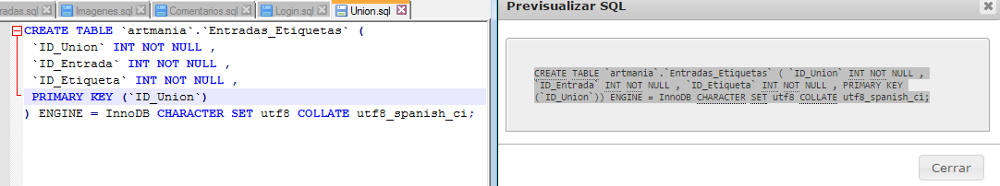 radas.sql Imagenes.sql Comentarios.sql Login.sql Union.sql
CREATE TABLE `artmania`.`Entradas_Etiquetas` (
`ID_Union` INT NOT NULL ,
`ID_Entrada` INT NOT NULL ,
`ID_Etiqueta` INT NOT NULL ,
PRIMARY KEY (`ID_Union`)
) ENGINE = InnoDB CHARACTER SET utf8 COLLATE utf8_spanish_ci;
Previsualizar SQL
CREATE TABLE `artmania`.`Entradas_Etiquetas` ( `ID_Union` INT NOT NULL ,
`ID_Entrada` INT NOT NULL , `ID_Etiqueta` INT NOT NULL , PRIMARY KEY
(`ID_Union`)) ENGINE = InnoDB CHARACTER SET utf8 COLLATE utf8_spanish_ci;
Cerrar